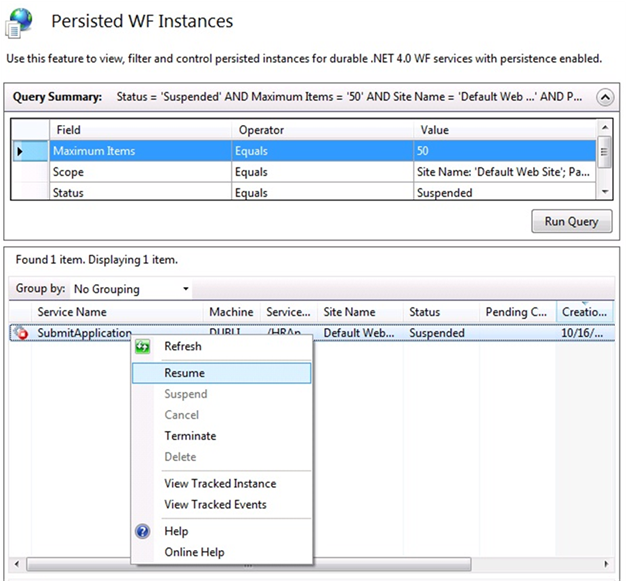 Persisted WF Instances
Use this feature to view, filter and control persisted instances for durable .NET 4.0 WF services with persistence enabled.
Query Summary: Status = 'Suspended' AND Maximum Items = '50' AND Site Name = 'Default Web ...' AND P...
Field Operator Value
Maximum Items Equals 50
Scope Equals Site Name: 'Default Web Site'; Pa...
Status Equals Suspended
Run Query
Found 1 item. Displaying 1 item.
Group by: No Grouping
Service Name Machine Service... Site Name Status Pending C... Creatio...
SubmitApplication DUBLI /HRAp Default Web... Suspended 10/16/...
Refresh
Resume
Suspend
Cancel
Terminate
Delete
View Tracked Instance
View Tracked Events
Help
Online Help